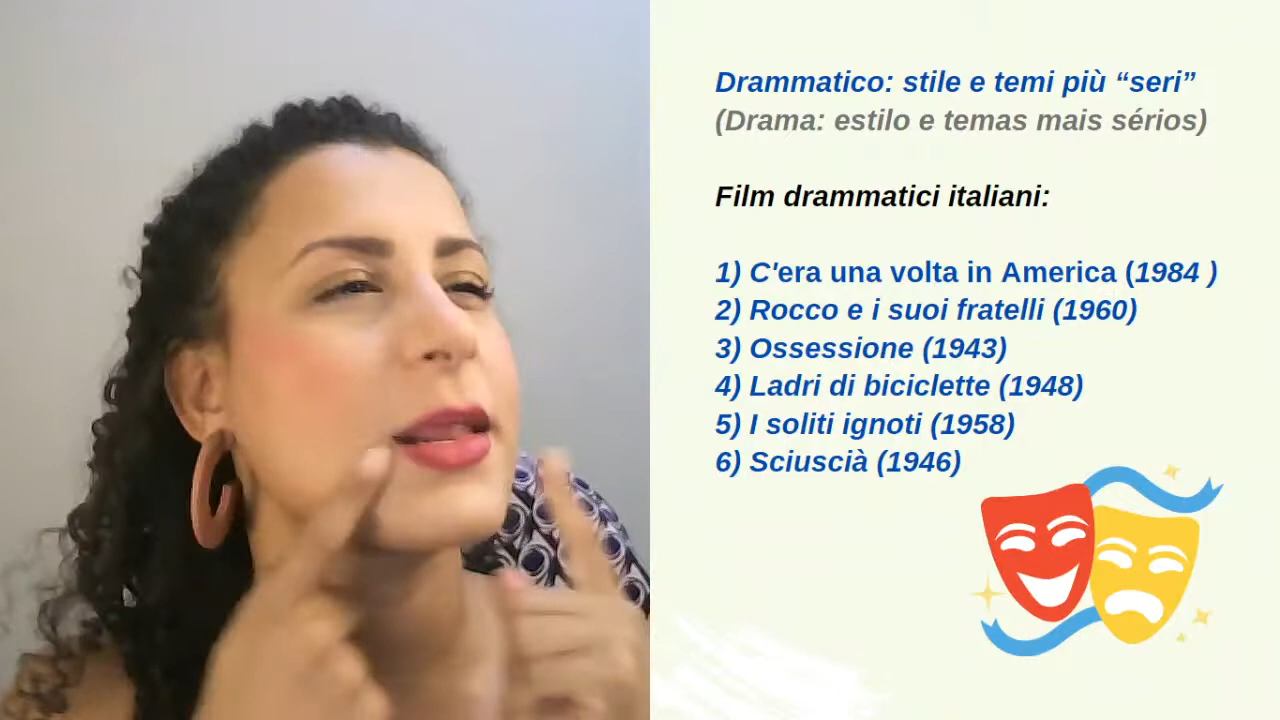 Drammatico: stile e temi più “seri”
(Drama: estilo e temas mais sérios)
Film drammatici italiani:
1) C'era una volta in America (1984 )
2) Rocco e i suoi fratelli (1960)
3) Ossessione (1943)
4) Ladri di biciclette (1948)
5) I soliti ignoti (1958)
6) Sciuscià (1946)